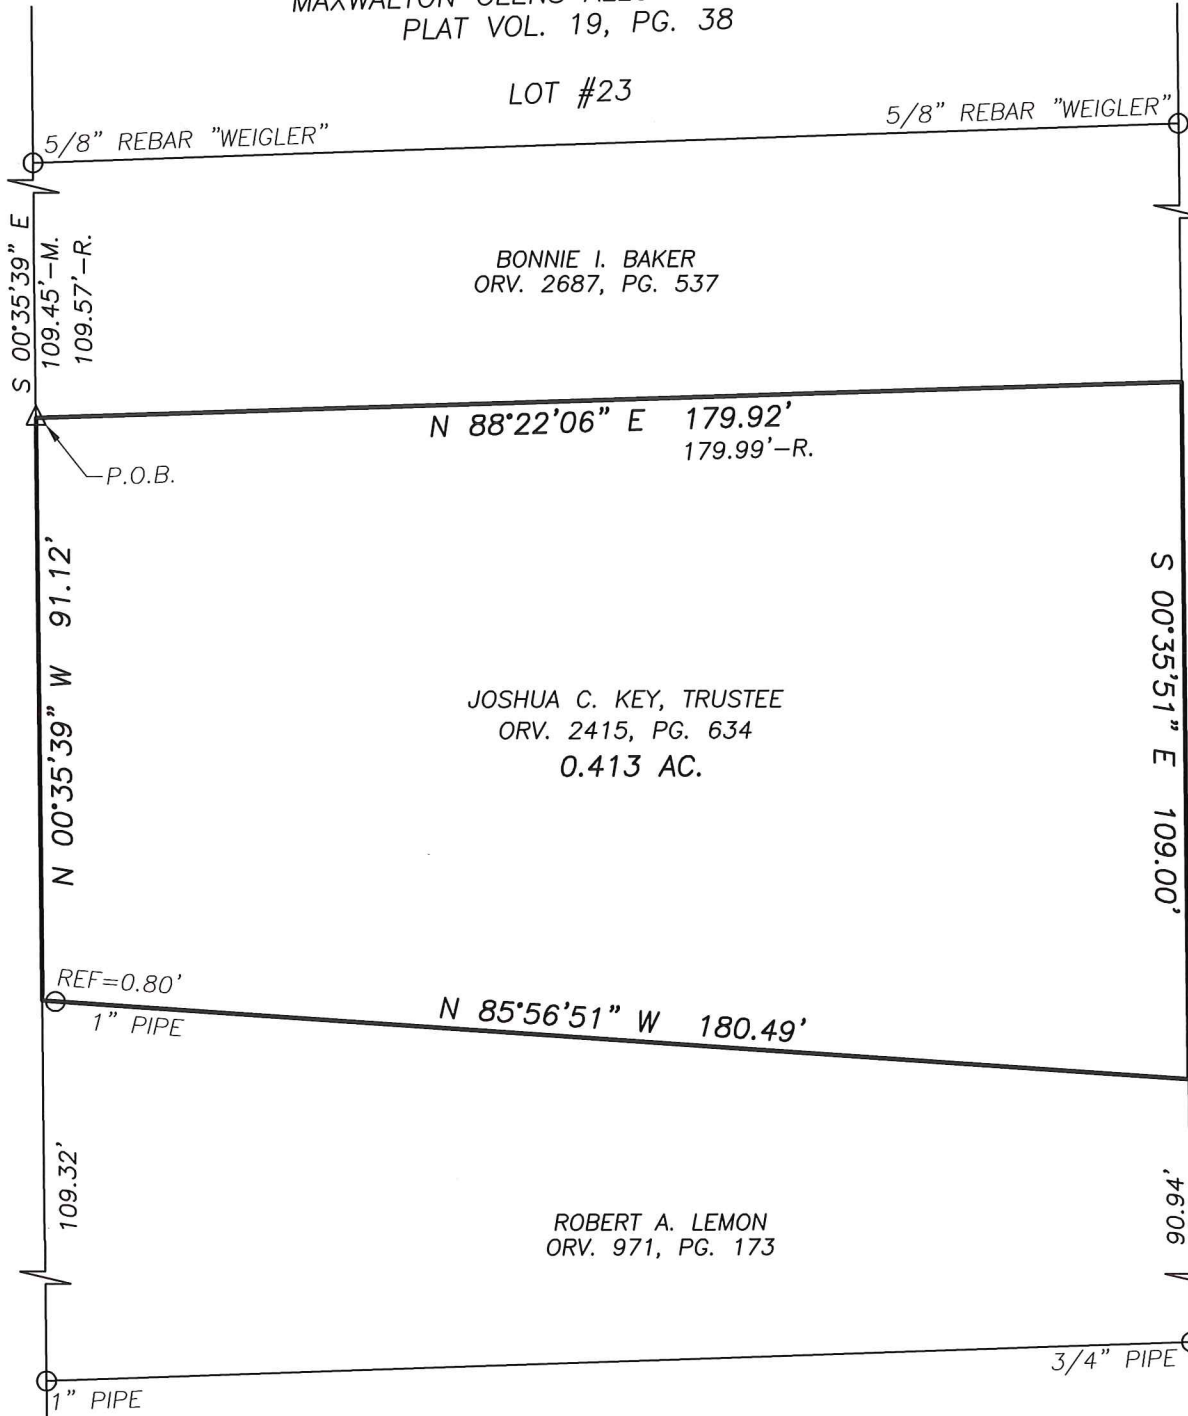 PLAT VOL. 19, PG. 38
LOT #23
5/8" REBAR "WEIGLER"
5/8" REBAR "WEIGLER"
S 00°35'39" E
109.45'-M.
109.57'-R.
BONNIE I. BAKER
ORV. 2687, PG. 537
N 88°22'06" E 179.92'
179.99'-R.
P.O.B.
N 00°35'39" W 91.12'
S 00°35'51" E 109.00'
JOSHUA C. KEY, TRUSTEE
ORV. 2415, PG. 634
0.413 AC.
REF=0.80'
1" PIPE
N 85°56'51" W 180.49'
109.32'
90.94'
ROBERT A. LEMON
ORV. 971, PG. 173
3/4" PIPE
1" PIPE